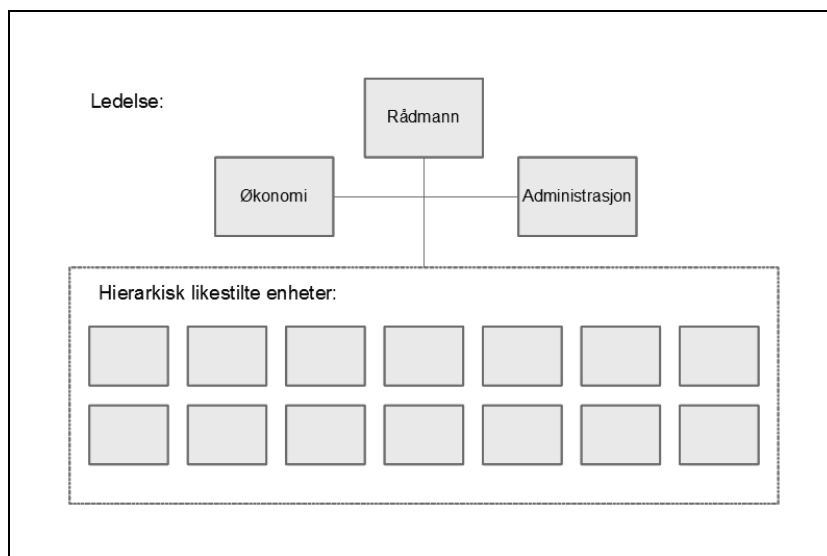 Ledelse:
Rådmann
Økonomi
Administrasjon
Hierarkisk likestilte enheter: